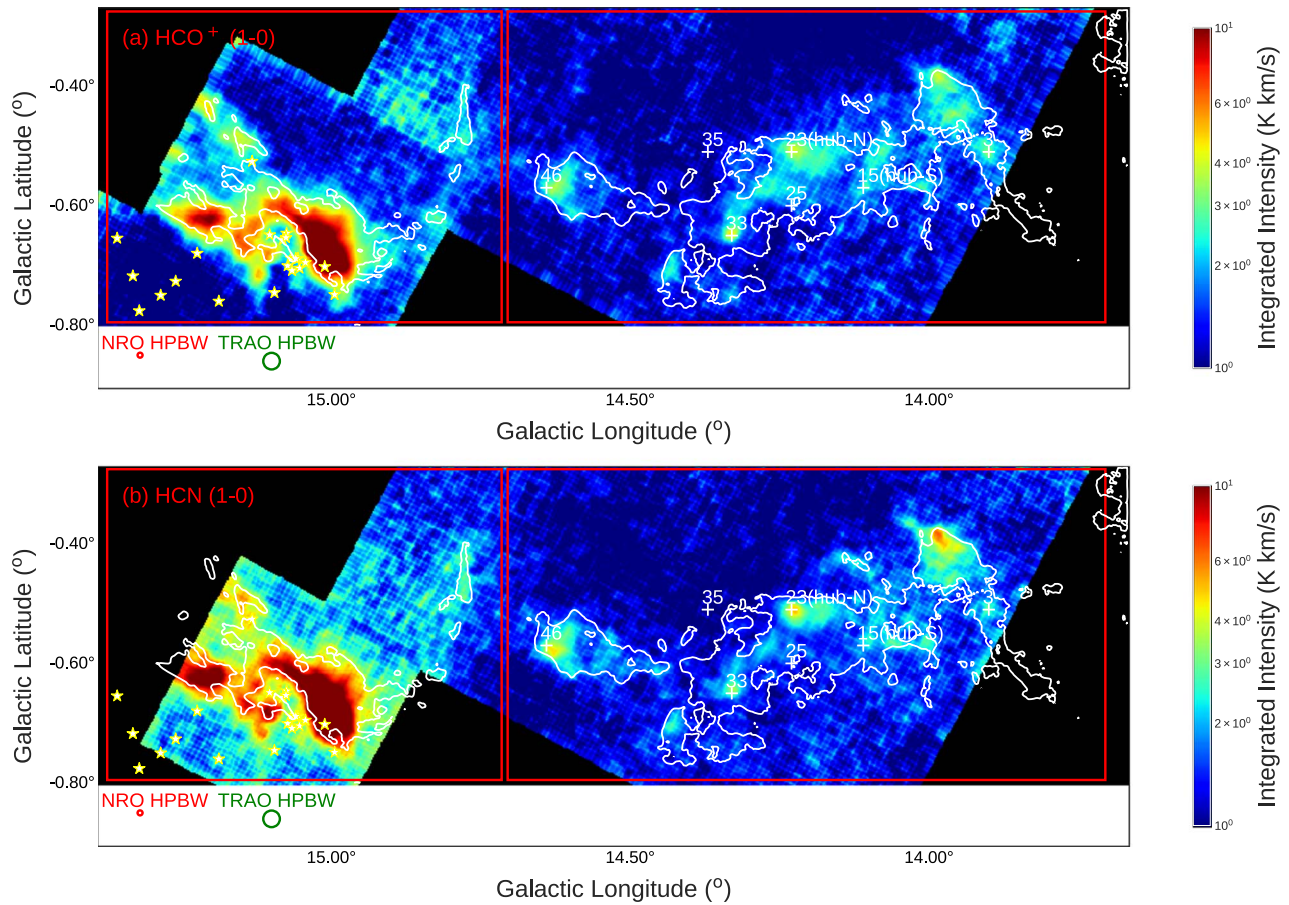 (a) HCO⁺ (1-0)
-0.40°
-0.60°
-0.80°
Galactic Latitude (°)
35
23(hub-N)
3
46
15(hub-S)
25
33
NRO HPBW
TRAO HPBW
15.00°
14.50°
14.00°
Galactic Longitude (°)
10¹
6 × 10⁰
4 × 10⁰
3 × 10⁰
2 × 10⁰
10⁰
Integrated Intensity (K km/s)
(b) HCN (1-0)
-0.40°
-0.60°
-0.80°
Galactic Latitude (°)
35
23(hub-N)
3
46
15(hub-S)
25
33
NRO HPBW
TRAO HPBW
15.00°
14.50°
14.00°
Galactic Longitude (°)
10¹
6 × 10⁰
4 × 10⁰
3 × 10⁰
2 × 10⁰
10⁰
Integrated Intensity (K km/s)